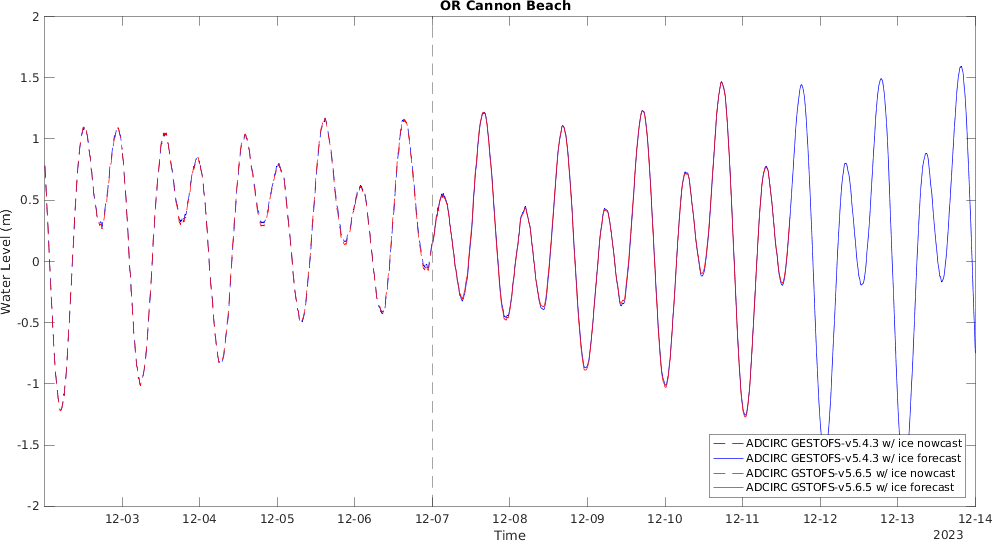 OR Cannon Beach
2
1.5
1
0.5
0
-0.5
-1
-1.5
-2
Water Level (m)
ADCIRC GESTOFS-v5.4.3 w/ ice nowcast
ADCIRC GESTOFS-v5.4.3 w/ ice forecast
ADCIRC GSTOFS-v5.6.5 w/ ice nowcast
ADCIRC GSTOFS-v5.6.5 w/ ice forecast
12-03 12-04 12-05 12-06 12-07 12-08 12-09 12-10 12-11 12-12 12-13 12-14
Time
2023